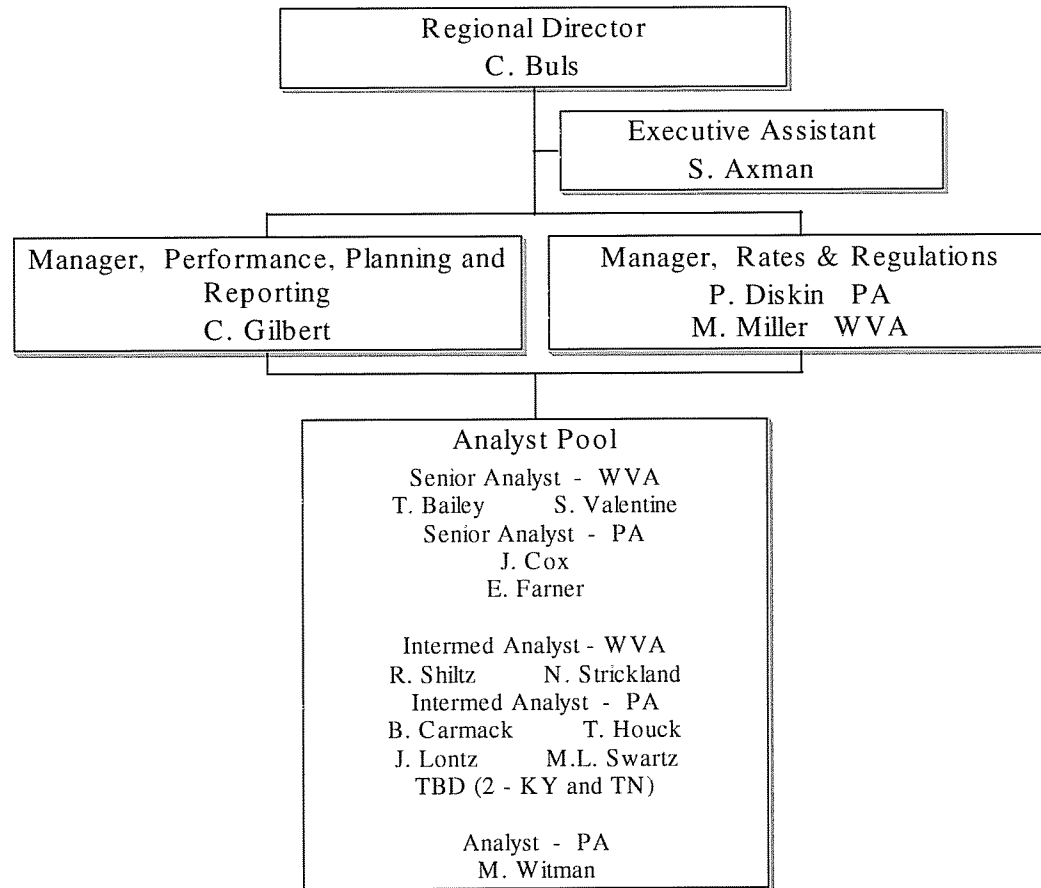 Regional Director
C. Buls
Executive Assistant
S. Axman
Manager, Performance, Planning and
Reporting
C. Gilbert
Manager, Rates & Regulations
P. Diskin PA
M. Miller WVA
Analyst Pool
Senior Analyst - WVA
T. Bailey S. Valentine
Senior Analyst - PA
J. Cox
E. Farner
Intermed Analyst - WVA
R. Shiltz N. Strickland
Intermed Analyst - PA
B. Carmack T. Houck
J. Lontz M.L. Swartz
TBD (2 - KY and TN)
Analyst - PA
M. Witman